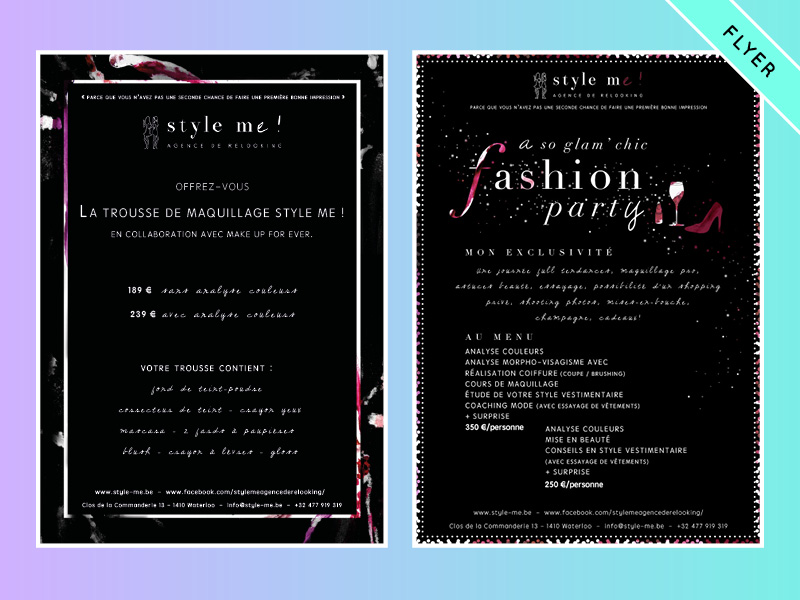 FLYER
« PARCE QUE VOUS N'AVEZ PAS UNE SECONDE CHANCE DE FAIRE UNE PREMIÈRE BONNE IMPRESSION »
style me !
AGENCE DE RELOOKING
OFFREZ-VOUS
LA TROUSSE DE MAQUILLAGE STYLE ME !
EN COLLABORATION AVEC MAKE UP FOR EVER.
189 € sans analyse couleurs
239 € avec analyse couleurs
VOTRE TROUSSE CONTIENT :
fond de teint-poudre
correcteur de teint - crayon yeux
mascara - 2 fards à paupières
blush - crayon à lèvres - gloss
www.style-me.be - www.facebook.com/stylemeagencederelooking/
Clos de la Commanderie 13 - 1410 Waterloo - info@style-me.be - +32 477 919 319
style me !
AGENCE DE RELOOKING
PARCE QUE VOUS N'AVEZ PAS UNE SECONDE CHANCE DE FAIRE UNE PREMIÈRE BONNE IMPRESSION
a so glam' chic
fashion
party
MON EXCLUSIVITÉ
Une journée full tendances, maquillage pro,
astuces beauté, essayage, possibilité d'un shopping
privé, shooting photos, mises-en-bouche,
champagne, cadeaux!
AU MENU
ANALYSE COULEURS
ANALYSE MORPHO-VISAGISME AVEC
RÉALISATION COIFFURE (COUPE / BRUSHING)
COURS DE MAQUILLAGE
ÉTUDE DE VOTRE STYLE VESTIMENTAIRE
COACHING MODE (AVEC ESSAYAGE DE VÊTEMENTS)
+ SURPRISE
350 €/personne
ANALYSE COULEURS
MISE EN BEAUTÉ
CONSEILS EN STYLE VESTIMENTAIRE
(AVEC ESSAYAGE DE VÊTEMENTS)
+ SURPRISE
250 €/personne
www.style-me.be - www.facebook.com/stylemeagencederelooking/
Clos de la Commanderie 13 - 1410 Waterloo - info@style-me.be - +32 477 919 319